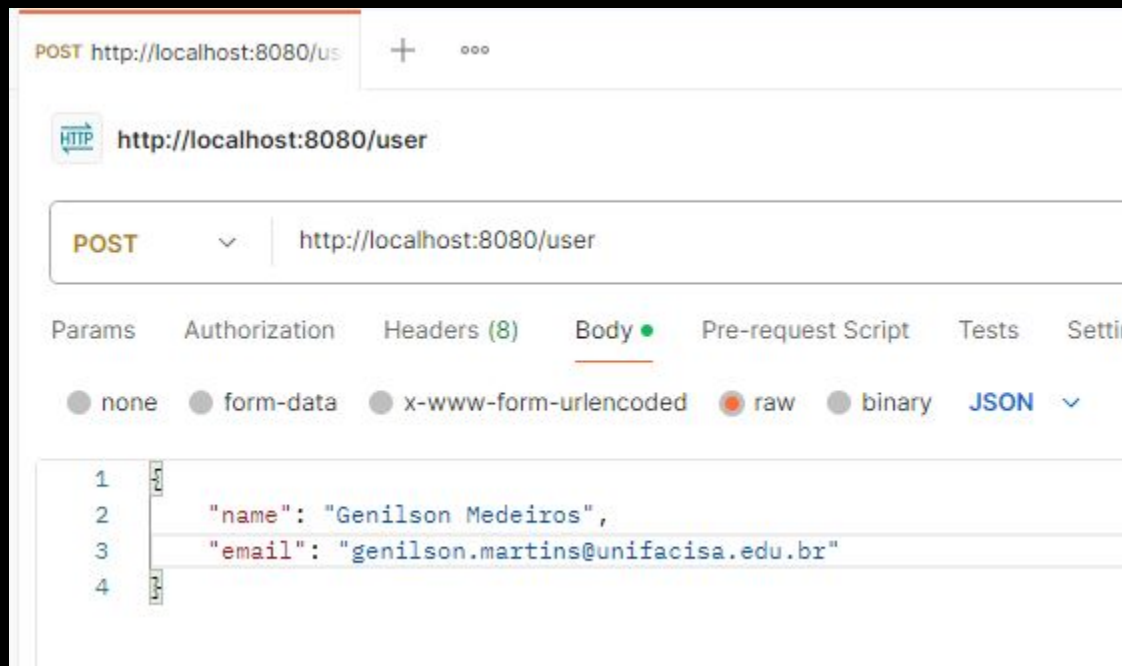 POST http://localhost:8080/us
HTTP http://localhost:8080/user
POST http://localhost:8080/user
Params Authorization Headers (8) Body Pre-request Script Tests Setti
none form-data x-www-form-urlencoded raw binary JSON
1 {
2 "name": "Genilson Medeiros",
3 "email": "genilson.martins@unifacisa.edu.br"
4 }